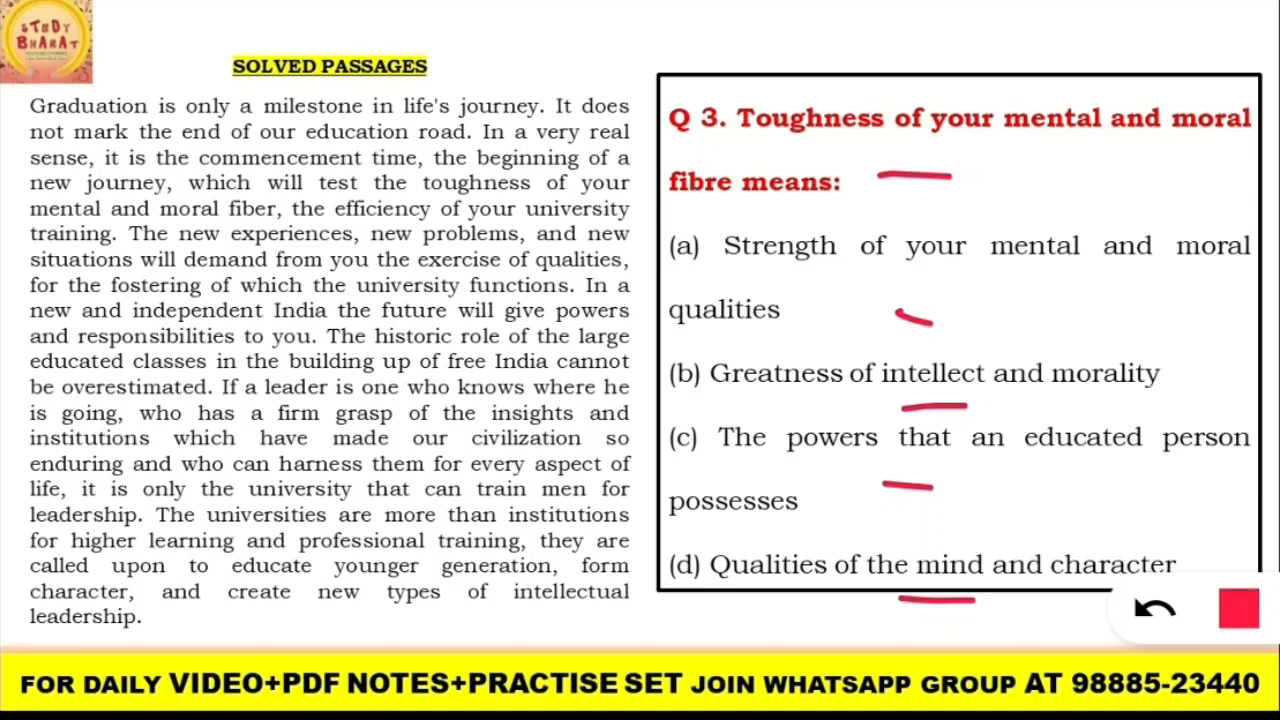 STUDY
BHARAT
SOLVED PASSAGES
Graduation is only a milestone in life's journey. It does
not mark the end of our education road. In a very real
sense, it is the commencement time, the beginning of a
new journey, which will test the toughness of your
mental and moral fiber, the efficiency of your university
training. The new experiences, new problems, and new
situations will demand from you the exercise of qualities,
for the fostering of which the university functions. In a
new and independent India the future will give powers
and responsibilities to you. The historic role of the large
educated classes in the building up of free India cannot
be overestimated. If a leader is one who knows where he
is going, who has a firm grasp of the insights and
institutions which have made our civilization so
enduring and who can harness them for every aspect of
life, it is only the university that can train men for
leadership. The universities are more than institutions
for higher learning and professional training, they are
called upon to educate younger generation, form
character, and create new types of intellectual
leadership.
Q 3. Toughness of your mental and moral
fibre means:
(a) Strength of your mental and moral
qualities
(b) Greatness of intellect and morality
(c) The powers that an educated person
possesses
(d) Qualities of the mind and character
FOR DAILY VIDEO+PDF NOTES+PRACTISE SET JOIN WHATSAPP GROUP AT 98885-23440